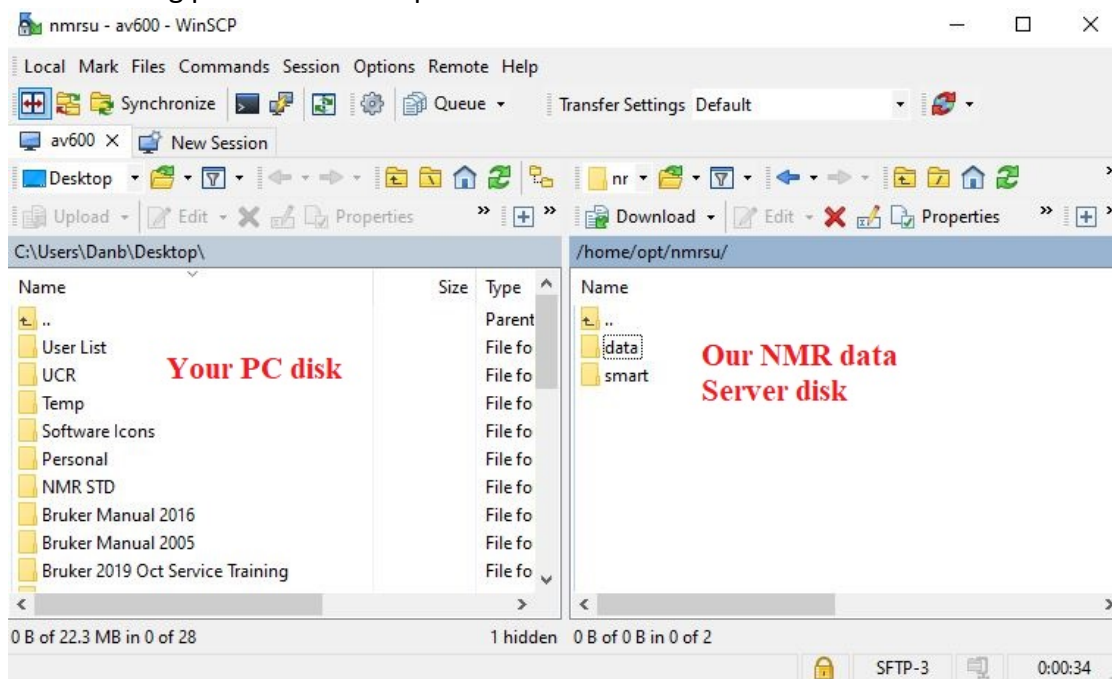 nmrsu - av600 - WinSCP
Local Mark Files Commands Session Options Remote Help
Synchronize Queue Transfer Settings Default
av600 New Session
Desktop nr
Upload Edit Properties » » Download Edit Properties »
C:\Users\Danb\Desktop\ /home/opt/nmrsu/
Name Size Type Name
.. Parent ..
User List File fo data
UCR File fo smart
Your PC disk
Our NMR data
Server disk
Temp File fo
Software Icons File fo
Personal File fo
NMR STD File fo
Bruker Manual 2016 File fo
Bruker Manual 2005 File fo
Bruker 2019 Oct Service Training File fo
0 B of 22.3 MB in 0 of 28 1 hidden 0 B of 0 B in 0 of 2
SFTP-3 0:00:34